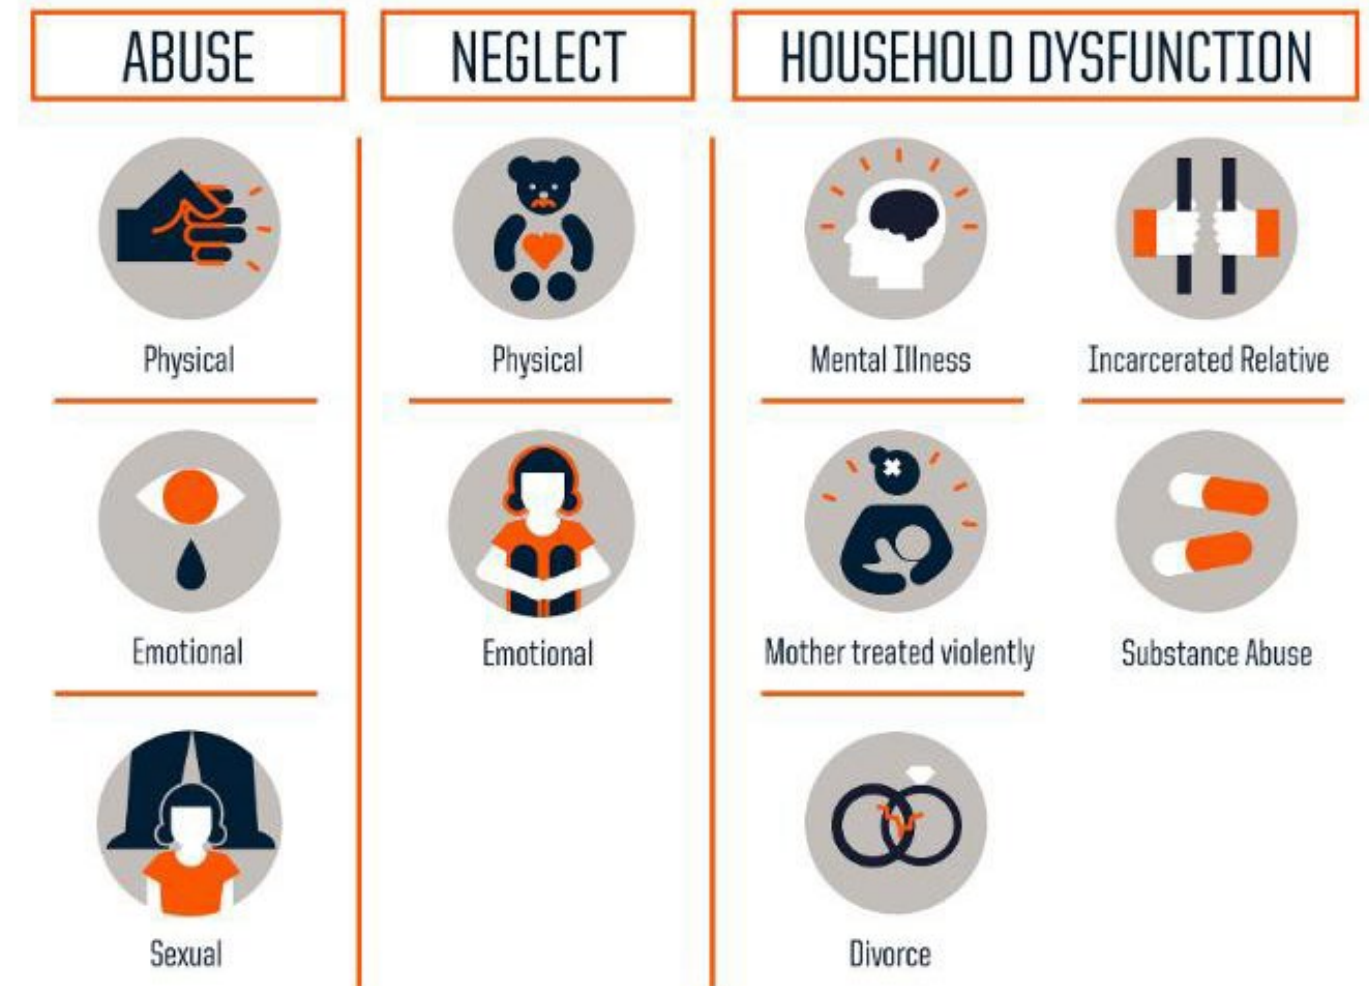 ABUSE
NEGLECT
HOUSEHOLD DYSFUNCTION
Physical
Physical
Mental Illness
Incarcerated Relative
Emotional
Emotional
Mother treated violently
Substance Abuse
Sexual
Divorce